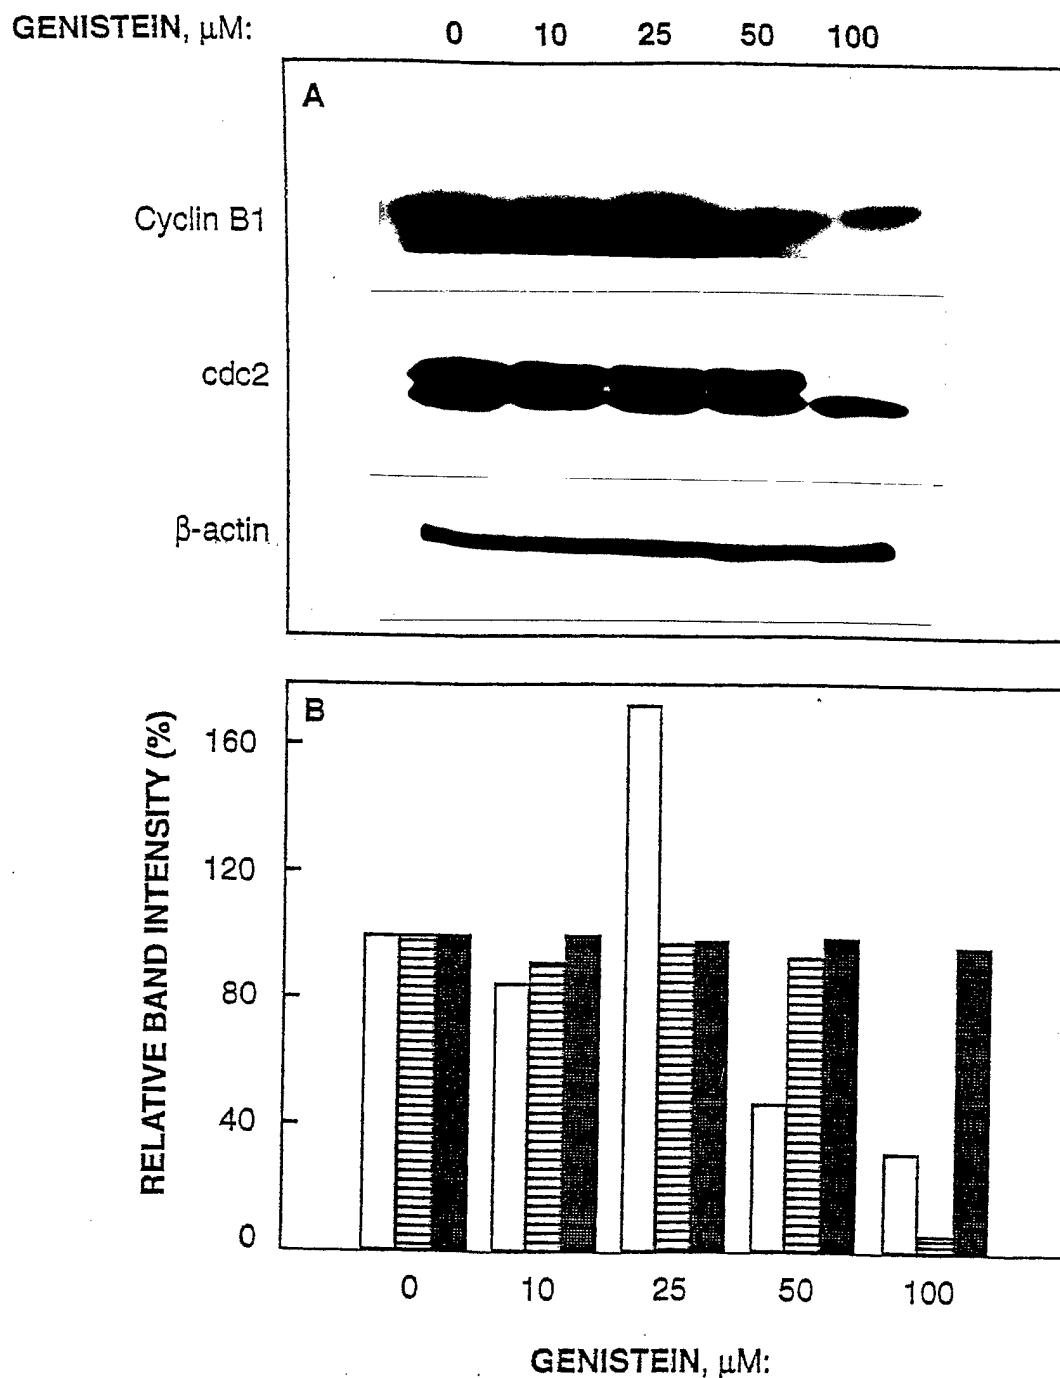 GENISTEIN, μM: 0 10 25 50 100
A
Cyclin B1
cdc2
β-actin
B
RELATIVE BAND INTENSITY (%)
160
120
80
40
0
0 10 25 50 100
GENISTEIN, μM: